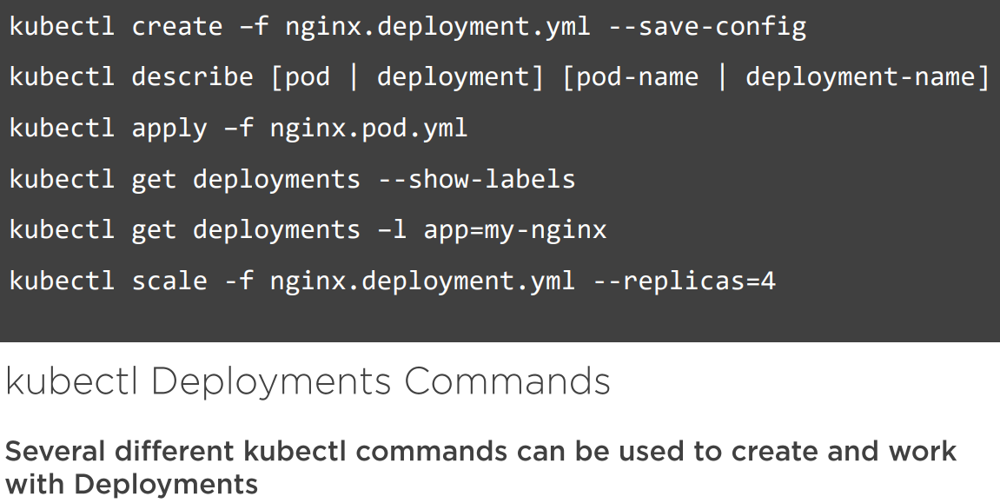 kubectl create –f nginx.deployment.yml --save-config
kubectl describe [pod | deployment] [pod-name | deployment-name]
kubectl apply –f nginx.pod.yml
kubectl get deployments --show-labels
kubectl get deployments –l app=my-nginx
kubectl scale -f nginx.deployment.yml --replicas=4
kubectl Deployments Commands
Several different kubectl commands can be used to create and work
with Deployments